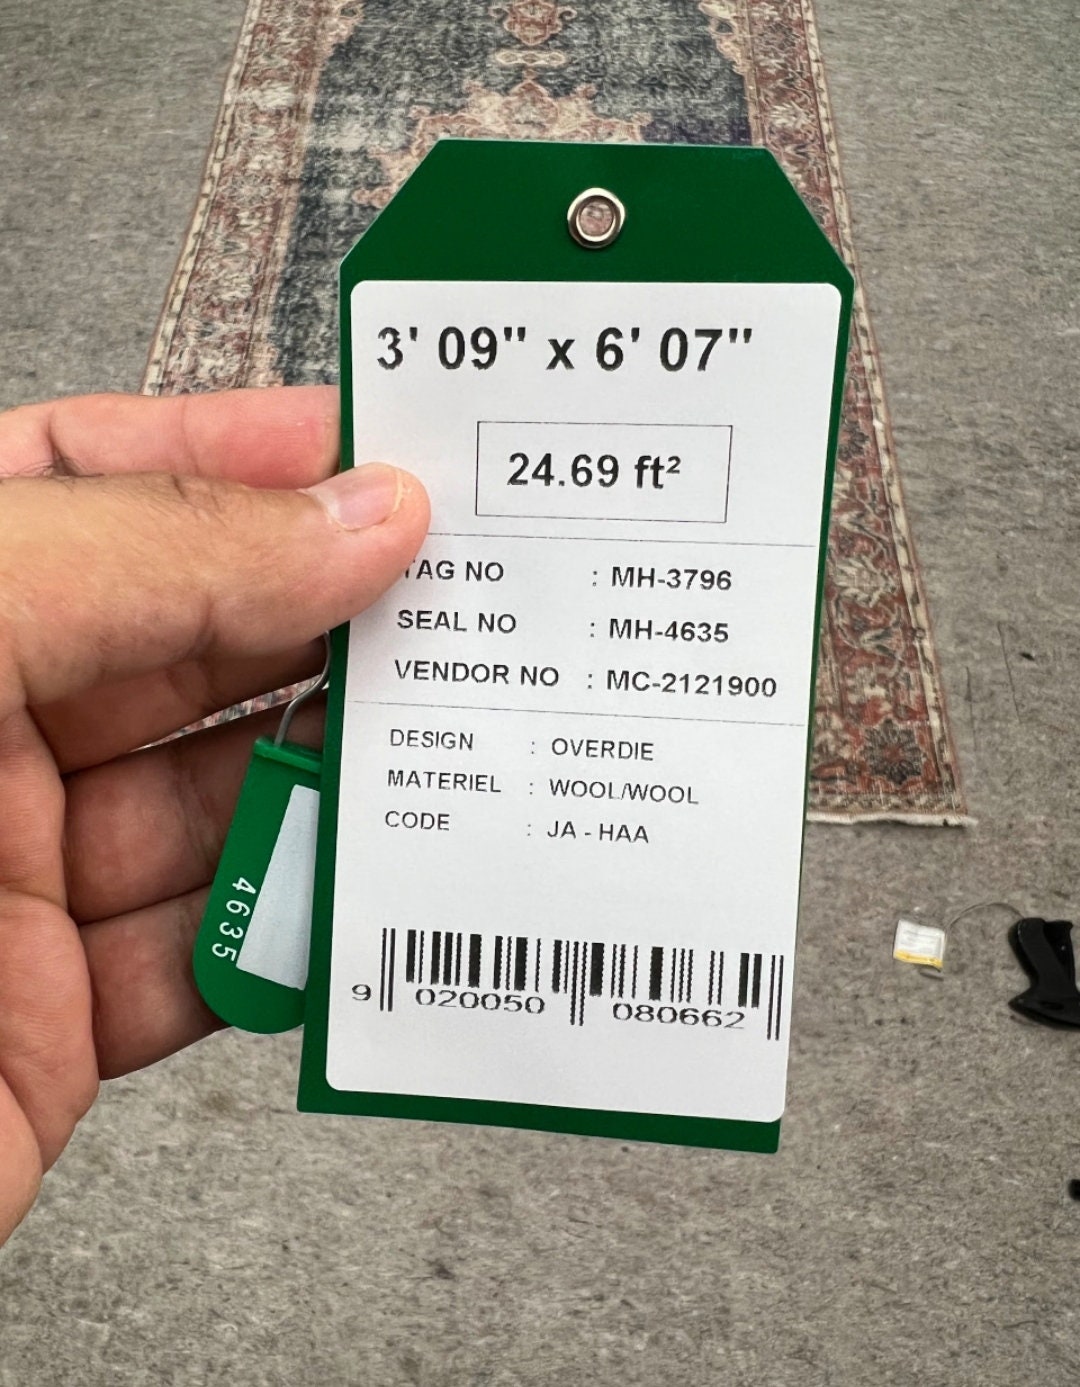 3' 09" x 6' 07"
24.69 ft²
TAG NO : MH-3796
SEAL NO : MH-4635
VENDOR NO : MC-2121900
DESIGN : OVERDIE
MATERIEL : WOOL/WOOL
CODE : JA - HAA
9 020050 080662
4635